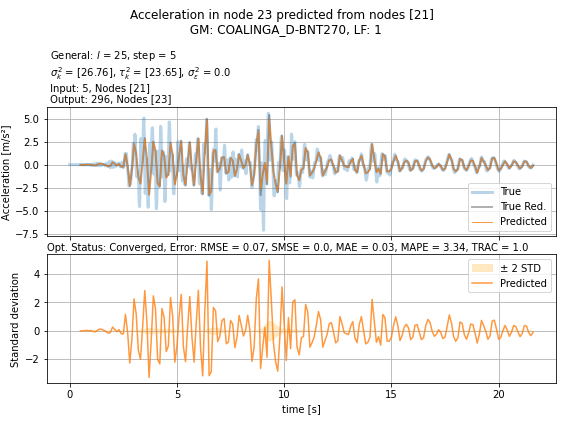 Acceleration in node 23 predicted from nodes [21]
GM: COALINGA_D-BNT270, LF: 1
General: l = 25, step = 5
σ²ₖ = [26.76], τ²ₖ = [23.65], σ²ε = 0.0
Input: 5, Nodes [21]
Output: 296, Nodes [23]
Acceleration [m/s²]
5.0
2.5
0.0
−2.5
−5.0
−7.5
True
True Red.
Predicted
Opt. Status: Converged, Error: RMSE = 0.07, SMSE = 0.0, MAE = 0.03, MAPE = 3.34, TRAC = 1.0
Standard deviation
4
2
0
−2
± 2 STD
Predicted
0
5
10
15
20
time [s]